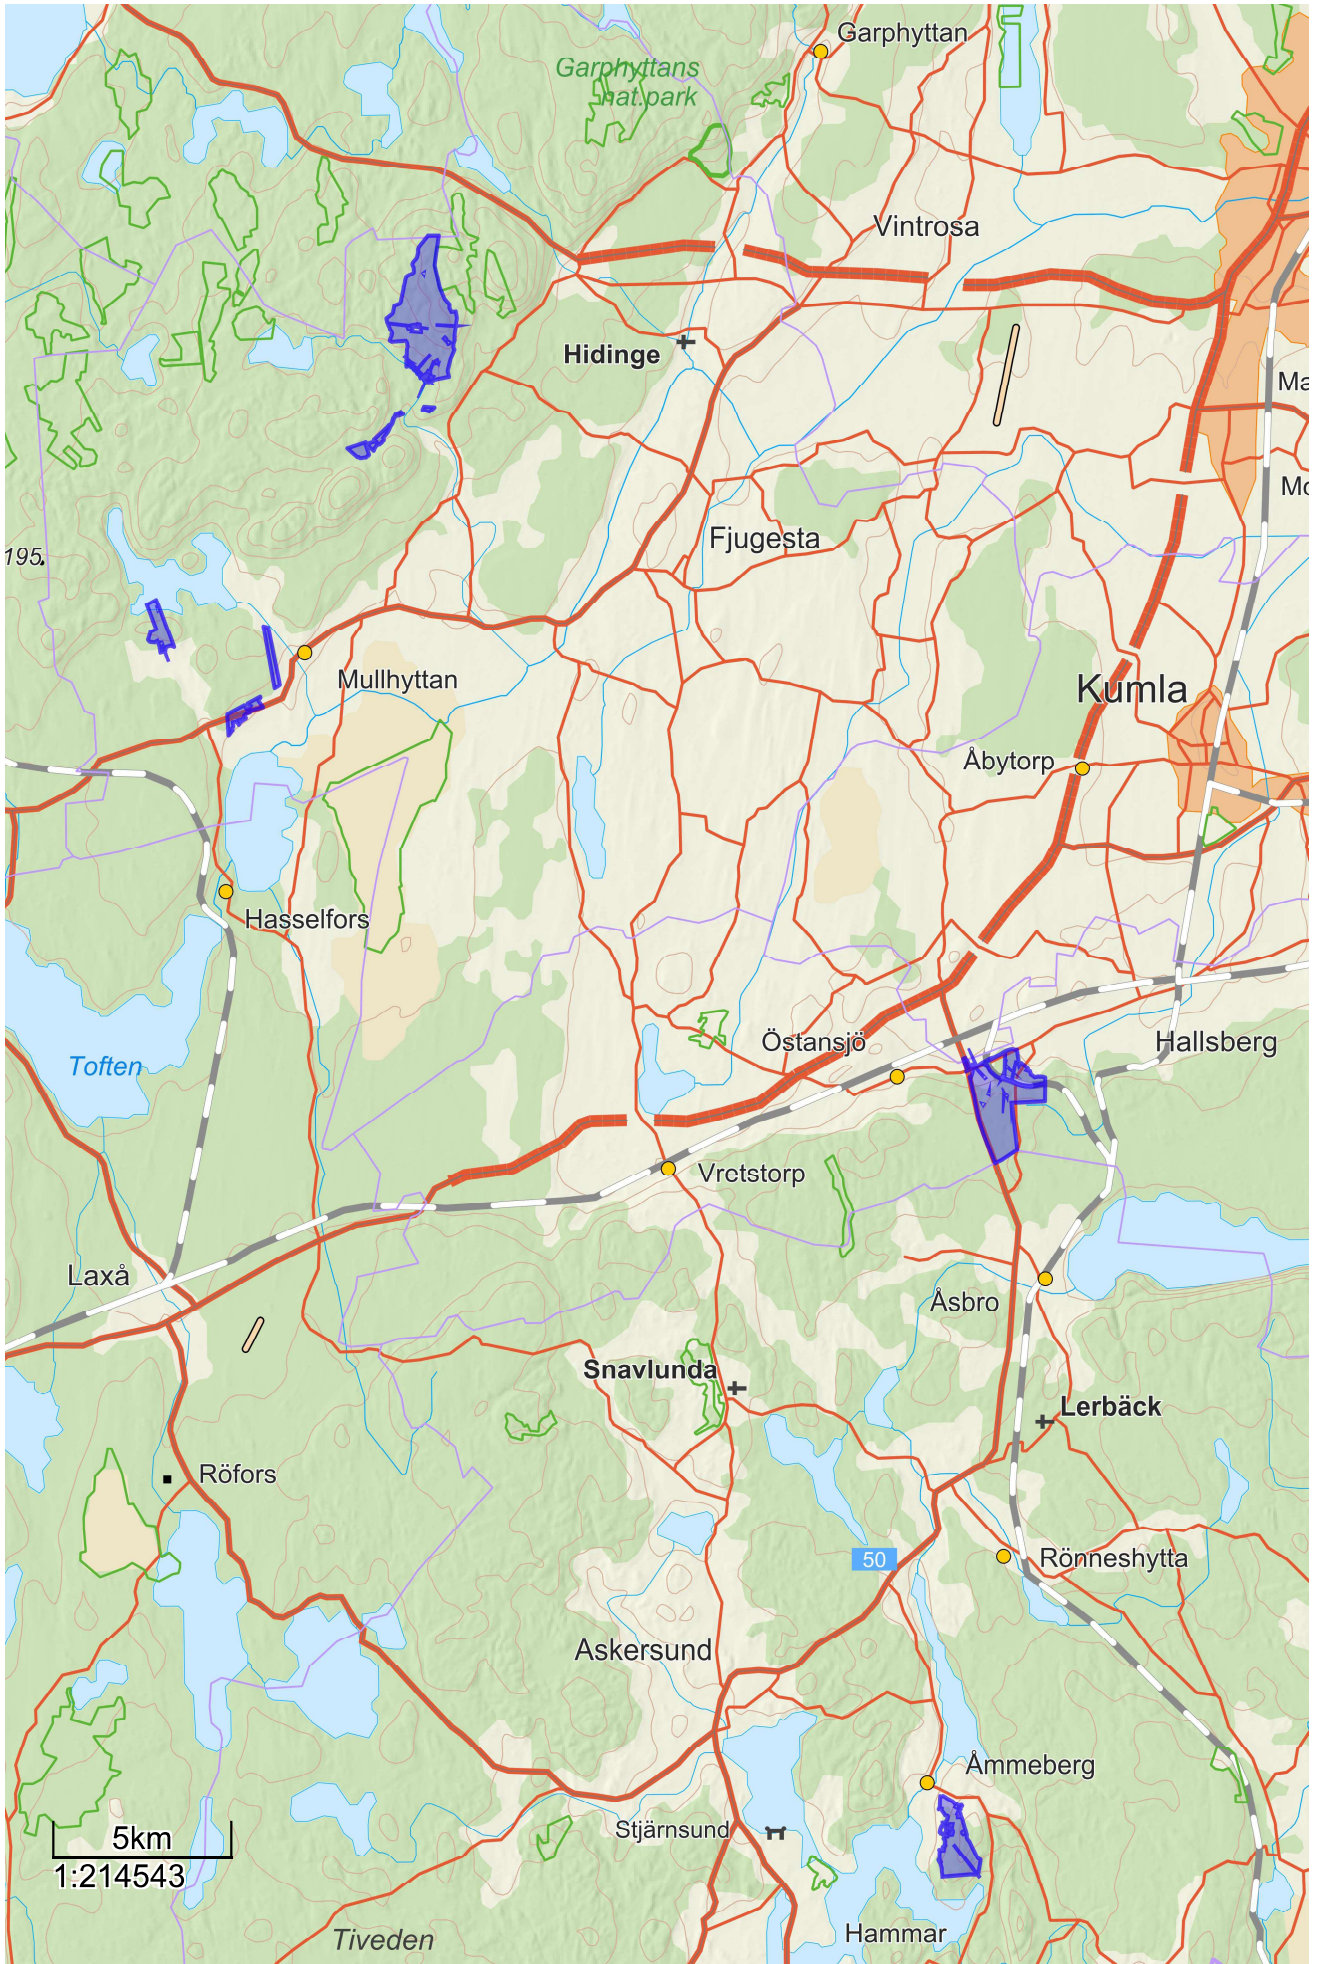 Garphyttan
Garphyttans
nat.park
Vintrosa
Hidinge
Ma
Mo
Fjugesta
195.
Mullhyttan
Kumla
Åbytorp
Hasselfors
Östansjö
Hallsberg
Toften
Vretstorp
Laxå
Åsbro
Snavlunda
Lerbäck
Röfors
50
Rönneshytta
Askersund
Åmmeberg
Stjärnsund
5km
1:214543
Hammar
Tiveden